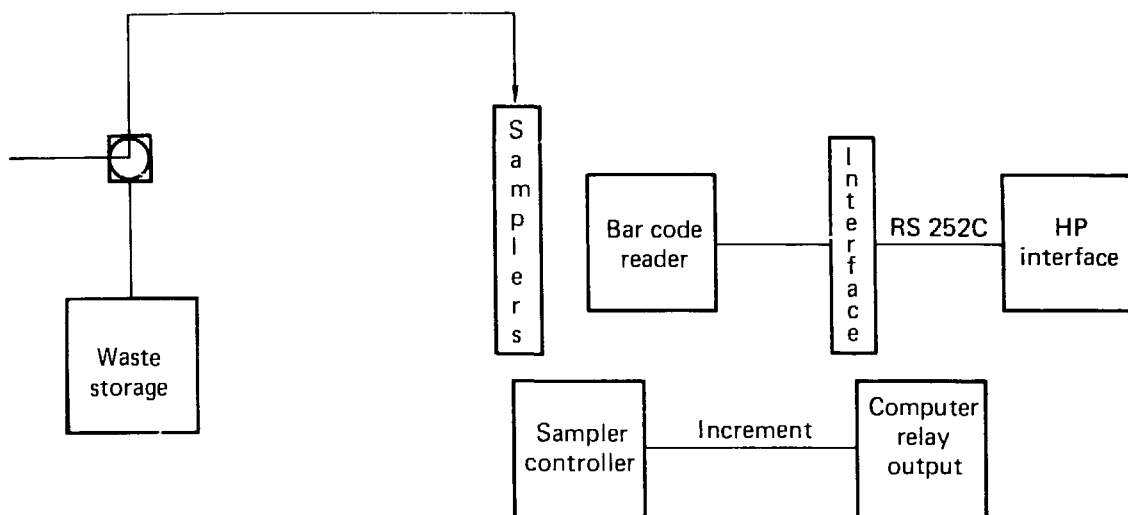 Samplers
Bar code
reader
Interface
RS 252C
HP
interface
Waste
storage
Sampler
controller
Increment
Computer
relay
output